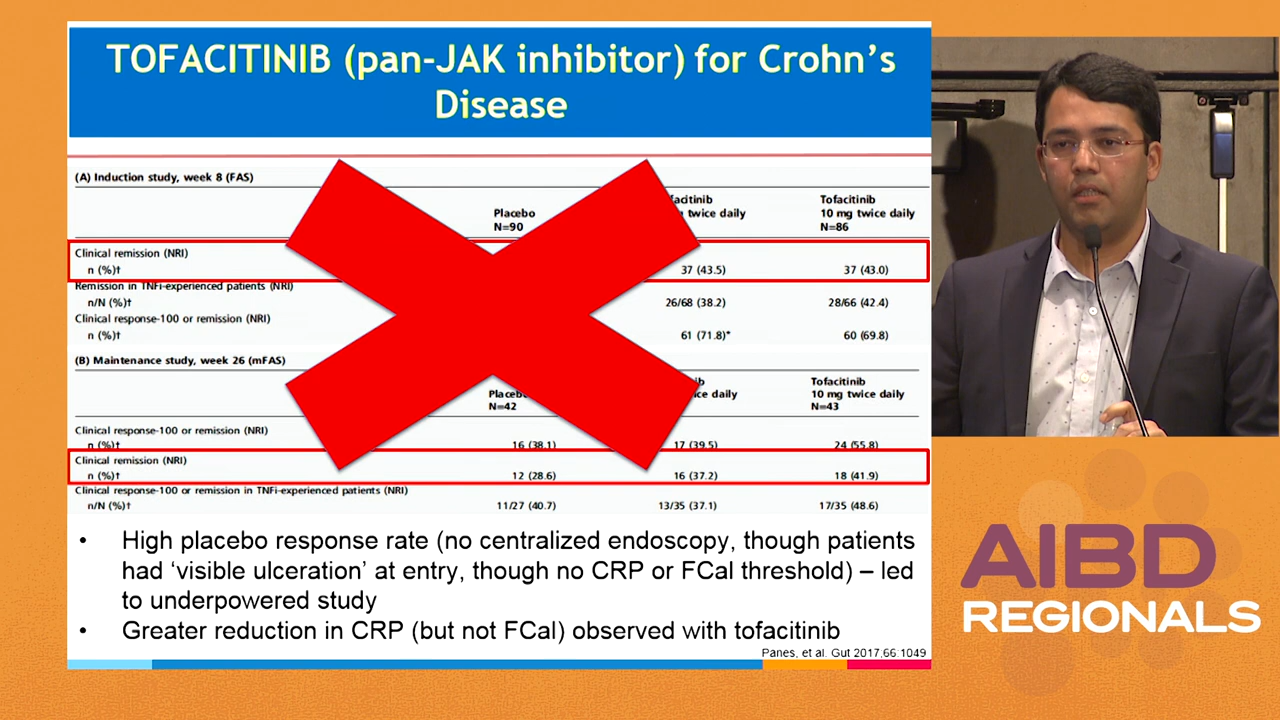 TOFACITINIB (pan-JAK inhibitor) for Crohn's
Disease
(A) Induction study, week 8 (FAS)
Placebo
N=90
twice daily
Tofacitinib
10 mg twice daily
N=86
Clinical remission (NRI)
n (%)† 37 (43.5) 37 (43.0)
Remission in TNFi-experienced patients (NRI)
n/N (%)† 26/68 (38.2) 28/66 (42.4)
Clinical response-100 or remission (NRI)
n (%)† 61 (71.8)* 60 (69.8)
(B) Maintenance study, week 26 (mFAS)
N=42
Tofacitinib
10 mg twice daily
N=43
Clinical response-100 or remission (NRI)
n (%)† 16 (38.1) 17 (39.5) 24 (55.8)
Clinical remission (NRI)
n (%)† 12 (28.6) 16 (37.2) 18 (41.9)
Clinical response-100 or remission in TNFi-experienced patients (NRI)
n/N (%)† 11/27 (40.7) 13/35 (37.1) 17/35 (48.6)
• High placebo response rate (no centralized endoscopy, though patients
had 'visible ulceration' at entry, though no CRP or FCal threshold) – led
to underpowered study
• Greater reduction in CRP (but not FCal) observed with tofacitinib
Panes, et al. Gut 2017;66:1049
AIBD
REGIONALS